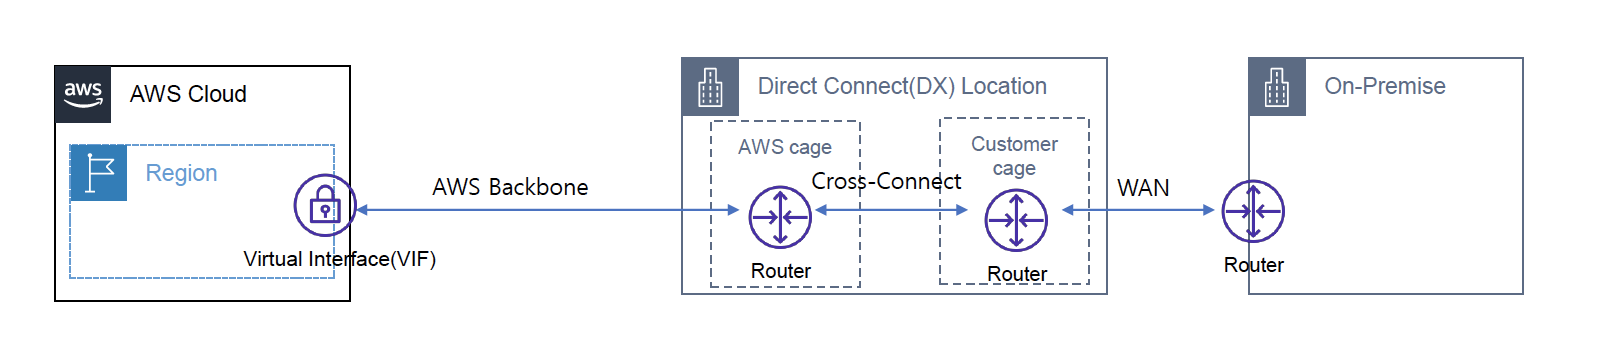 aws
AWS Cloud
Region
Virtual Interface(VIF)
AWS Backbone
Direct Connect(DX) Location
AWS cage
Router
Cross-Connect
Customer
cage
Router
WAN
On-Premise
Router